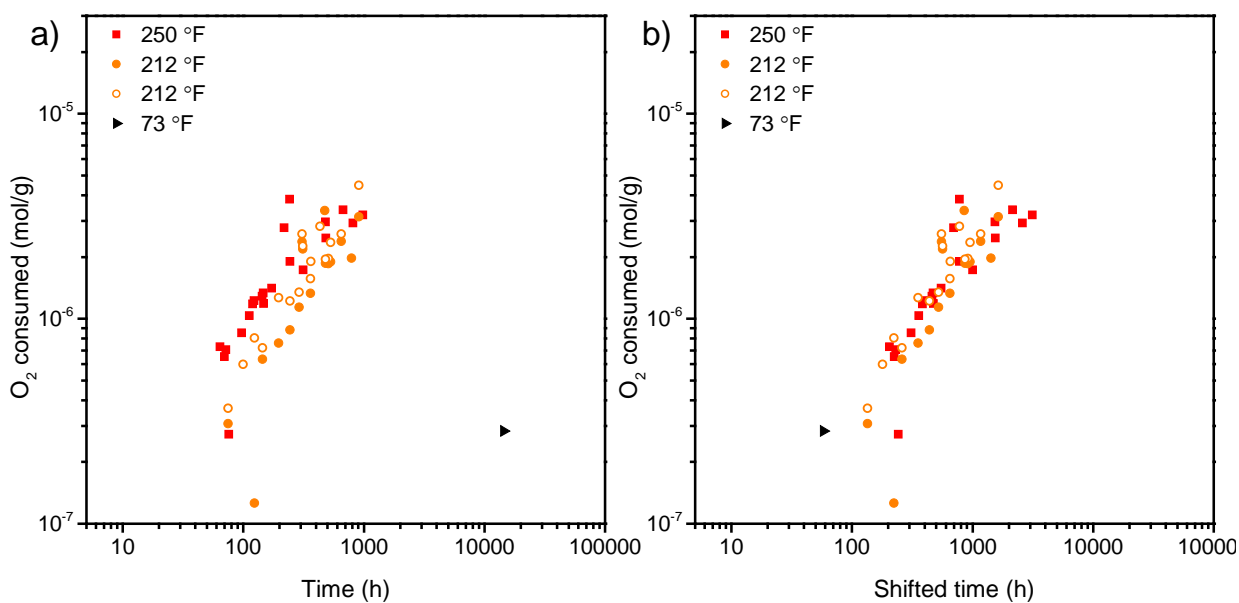 a)
250 °F
212 °F
212 °F
73 °F
10-5
10-6
10-7
O2 consumed (mol/g)
10
100
1000
10000
100000
Time (h)
b)
250 °F
212 °F
212 °F
73 °F
10-5
10-6
10-7
O2 consumed (mol/g)
10
100
1000
10000
10000
Shifted time (h)